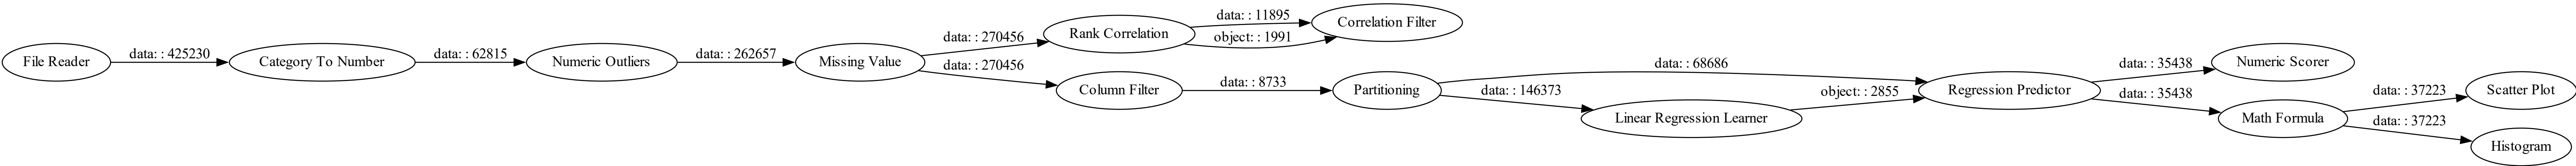 File Reader
data: : 425230
Category To Number
data: : 62815
Numeric Outliers
data: : 262657
Missing Value
data: : 270456
Rank Correlation
data: : 11895
object: : 1991
Correlation Filter
data: : 270456
Column Filter
data: : 8733
Partitioning
data: : 68686
data: : 146373
Linear Regression Learner
object: : 2855
Regression Predictor
data: : 35438
Numeric Scorer
data: : 35438
Math Formula
data: : 37223
Scatter Plot
data: : 37223
Histogram